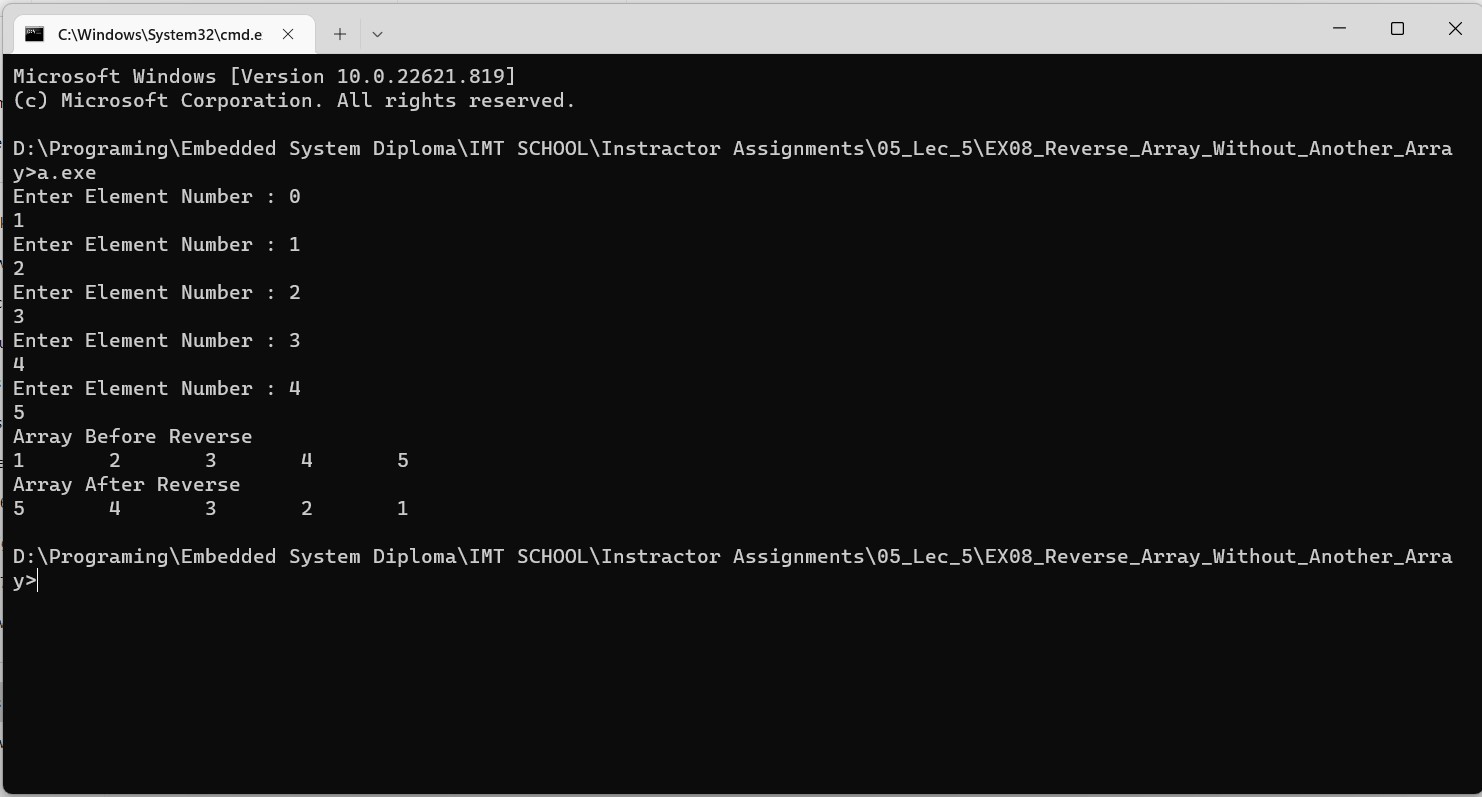 C:\Windows\System32\cmd.e
Microsoft Windows [Version 10.0.22621.819]
(c) Microsoft Corporation. All rights reserved.
D:\Programing\Embedded System Diploma\IMT SCHOOL\Instractor Assignments\05_Lec_5\EX08_Reverse_Array_Without_Another_Arra
y>a.exe
Enter Element Number : 0
1
Enter Element Number : 1
2
Enter Element Number : 2
3
Enter Element Number : 3
4
Enter Element Number : 4
5
Array Before Reverse
1 2 3 4 5
Array After Reverse
5 4 3 2 1
D:\Programing\Embedded System Diploma\IMT SCHOOL\Instractor Assignments\05_Lec_5\EX08_Reverse_Array_Without_Another_Arra
y>